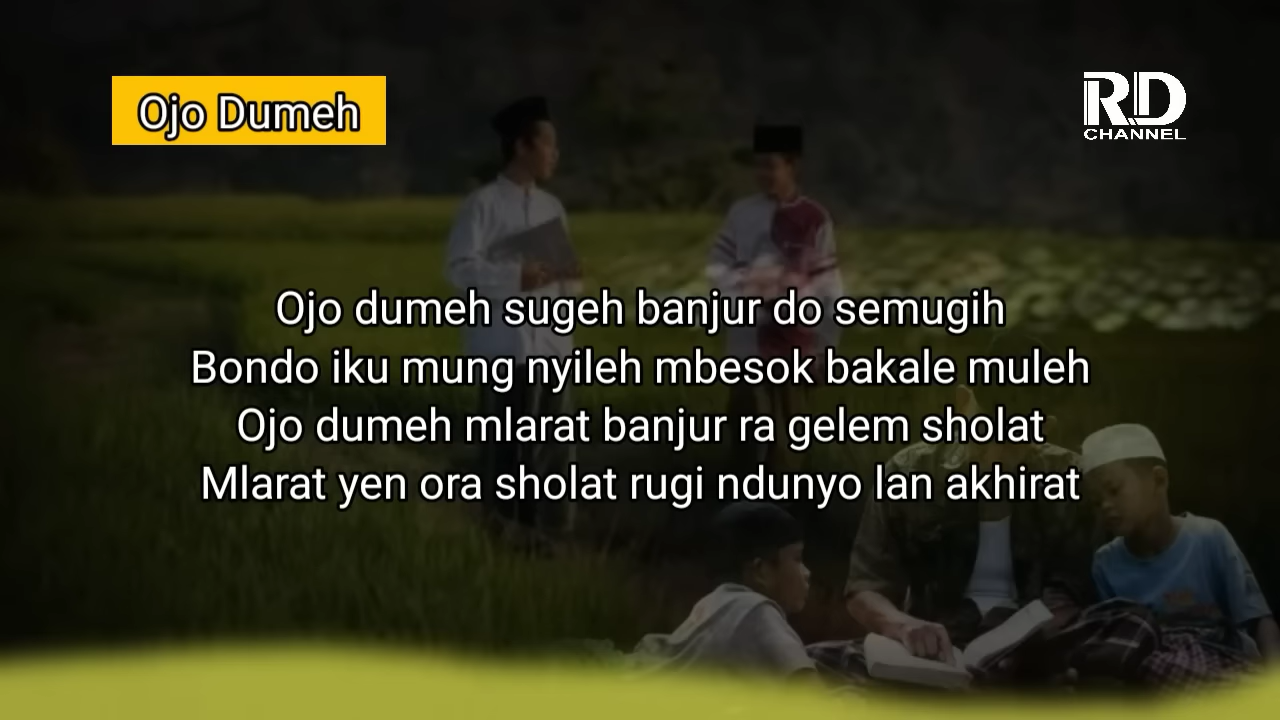 Ojo Dumeh
RD
CHANNEL
Ojo dumeh sugeh banjur do semugih
Bondo iku mung nyileh mbesok bakale muleh
Ojo dumeh mlarat banjur ra gelem sholat
Mlarat yen ora sholat rugi ndunyo lan akhirat